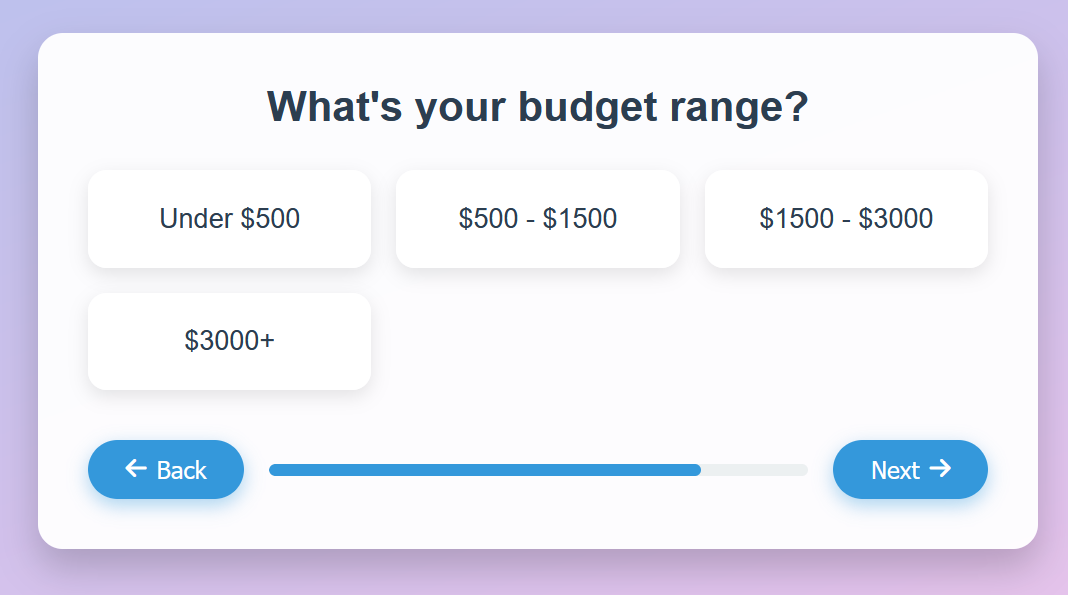 What's your budget range?
Under $500
$500 - $1500
$1500 - $3000
$3000+
← Back
Next →